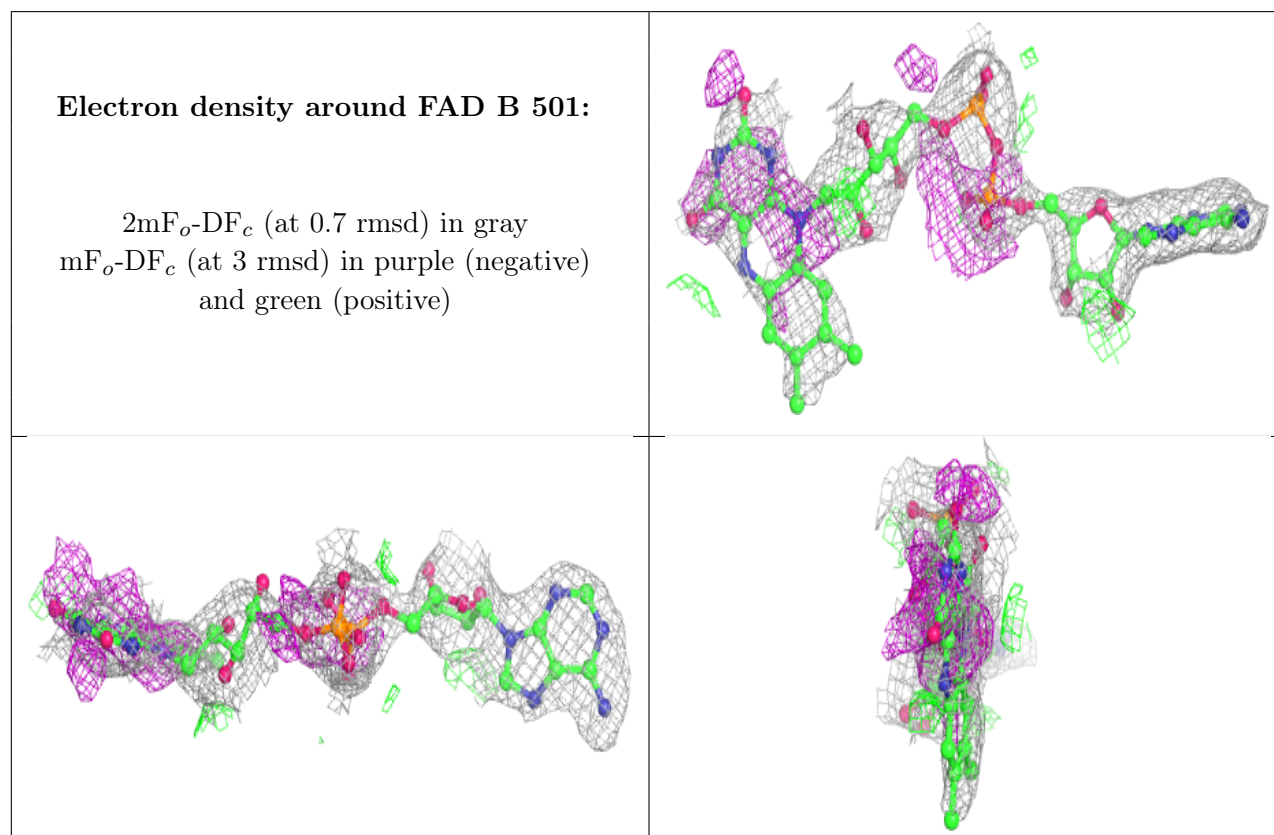 Electron density around FAD B 501:
2mFo-DFc (at 0.7 rmsd) in gray
mFo-DFc (at 3 rmsd) in purple (negative)
and green (positive)